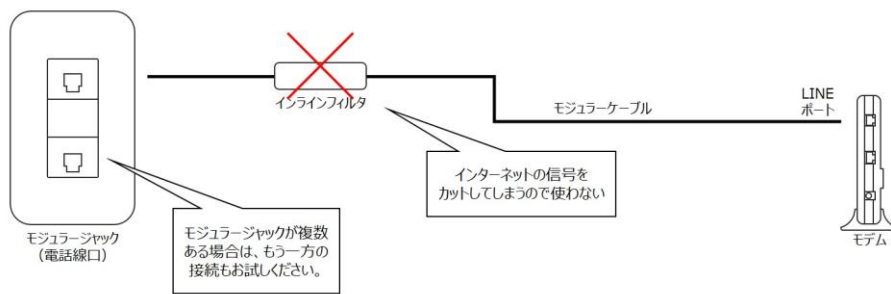 インラインフィルタ
モジュラーケーブル
LINE
ポート
インターネットの信号を
カットしてしまうので使わない
モジュラージャック
(電話線口)
モジュラージャックが複数
ある場合は、もう一方の
接続もお試しください。
モデム